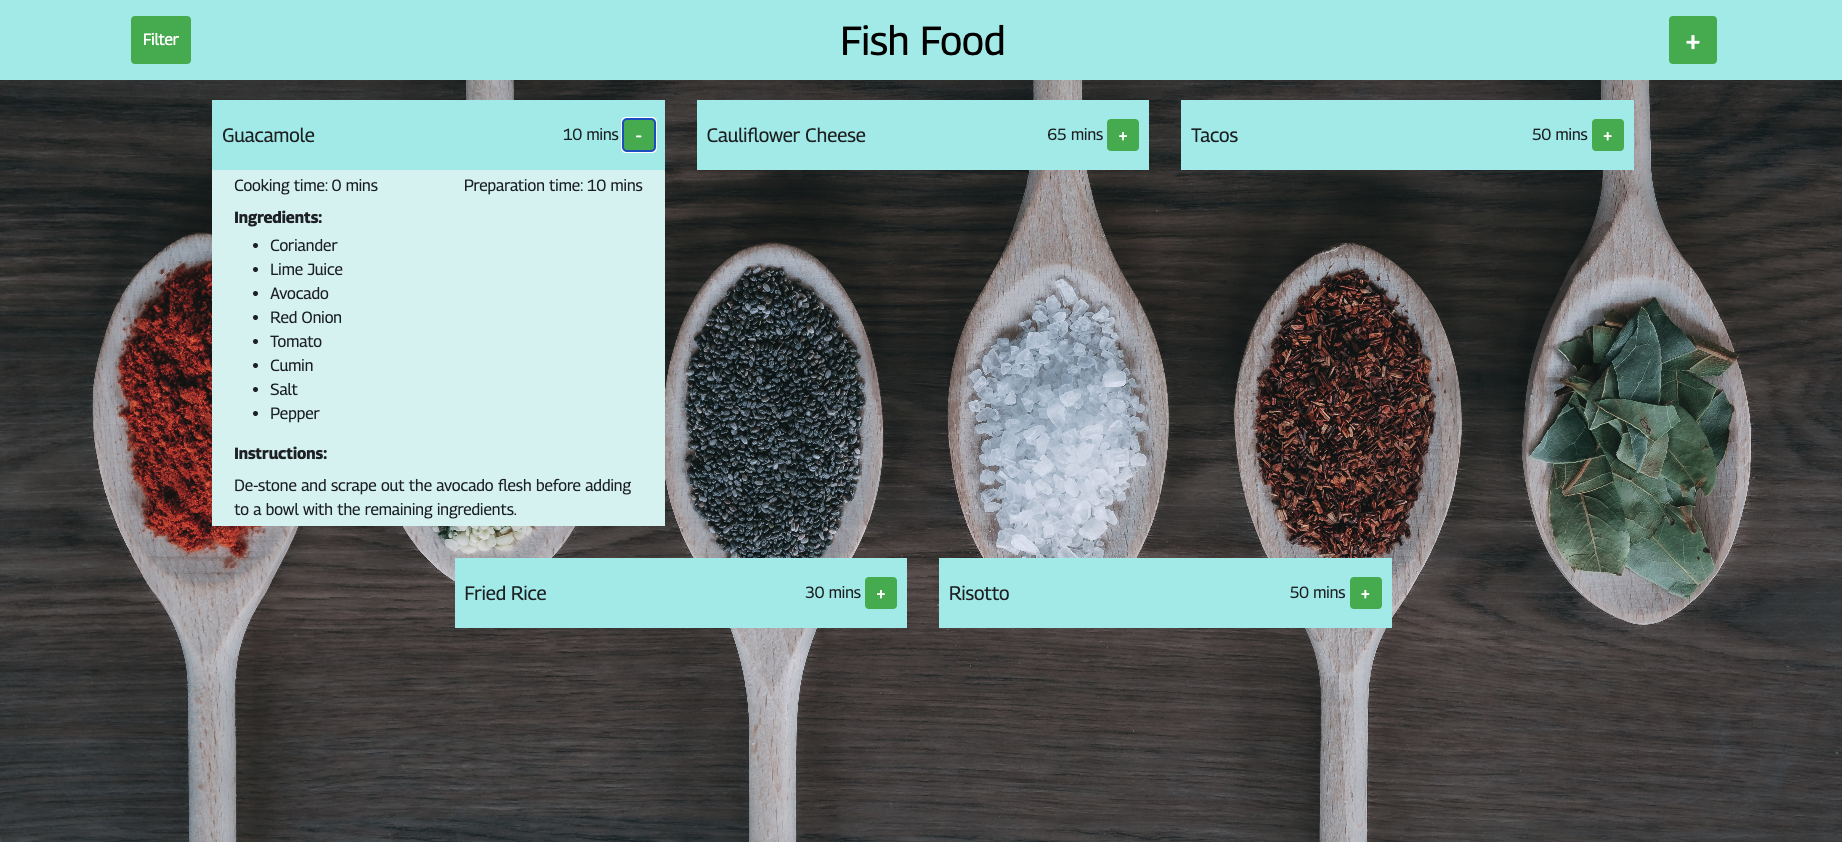 Filter
Fish Food
+
Guacamole 10 mins -
Cooking time: 0 mins Preparation time: 10 mins
Ingredients:
• Coriander
• Lime Juice
• Avocado
• Red Onion
• Tomato
• Cumin
• Salt
• Pepper
Instructions:
De-stone and scrape out the avocado flesh before adding
to a bowl with the remaining ingredients.
Cauliflower Cheese 65 mins +
Tacos 50 mins +
Fried Rice 30 mins +
Risotto 50 mins +